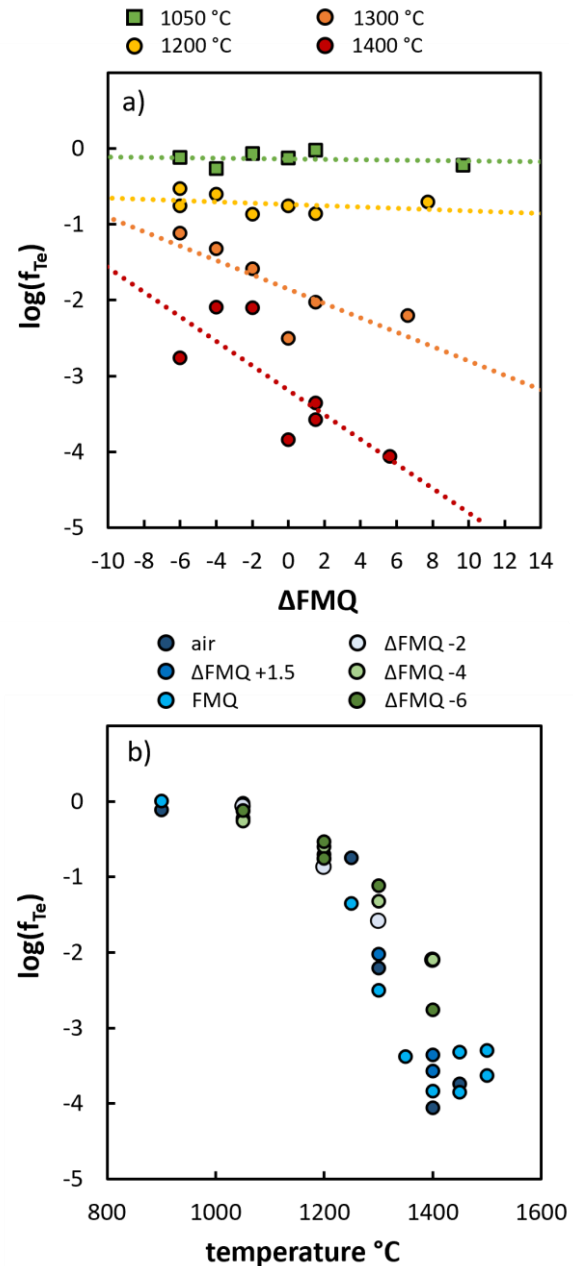 1050 °C 1300 °C
1200 °C 1400 °C
a)
0
-1
-2
-3
-4
-5
log(fTe)
-10 -8 -6 -4 -2 0 2 4 6 8 10 12 14
ΔFMQ
air ΔFMQ -2
ΔFMQ +1.5 ΔFMQ -4
FMQ ΔFMQ -6
b)
0
-1
-2
-3
-4
-5
log(fTe)
800 1000 1200 1400 1600
temperature °C